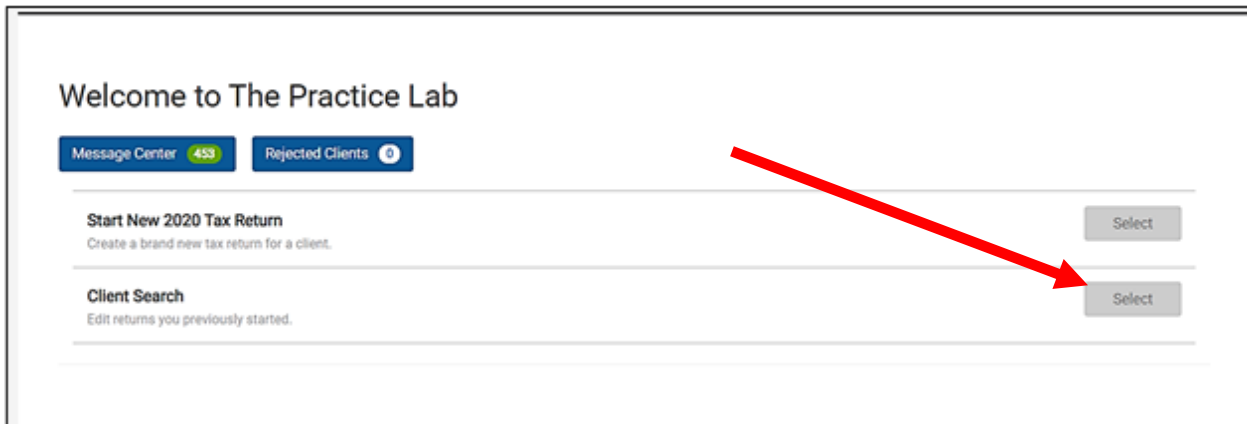 Welcome to The Practice Lab
Message Center 453 Rejected Clients 0
Start New 2020 Tax Return
Select
Create a brand new tax return for a client.
Client Search
Select
Edit returns you previously started.